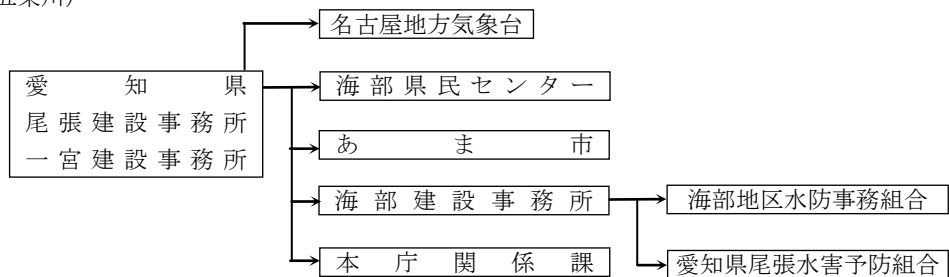 五条川)
名古屋地方気象台
愛知県
尾張建設事務所
一宮建設事務所
海部県民センター
あま市
海部建設事務所
海部地区水防事務組合
本庁関係課
愛知県尾張水害予防組合